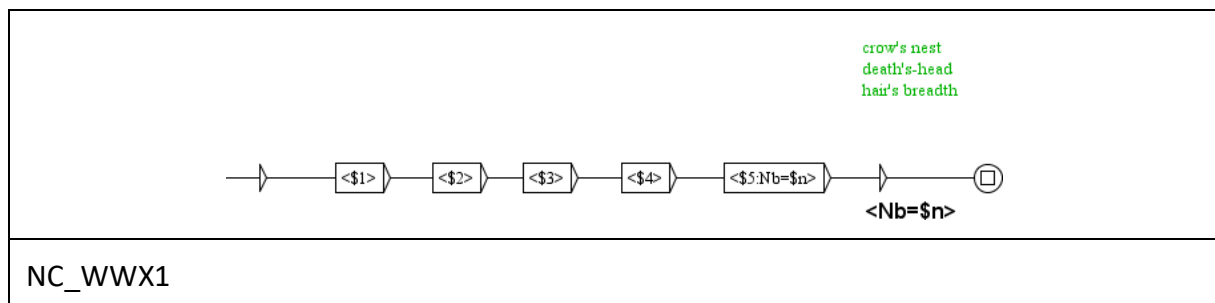 crow's nest
death's-head
hair's breadth
<$1> <$2> <$3> <$4> <$5:Nb=$n>
<Nb=$n>
NC_WWX1